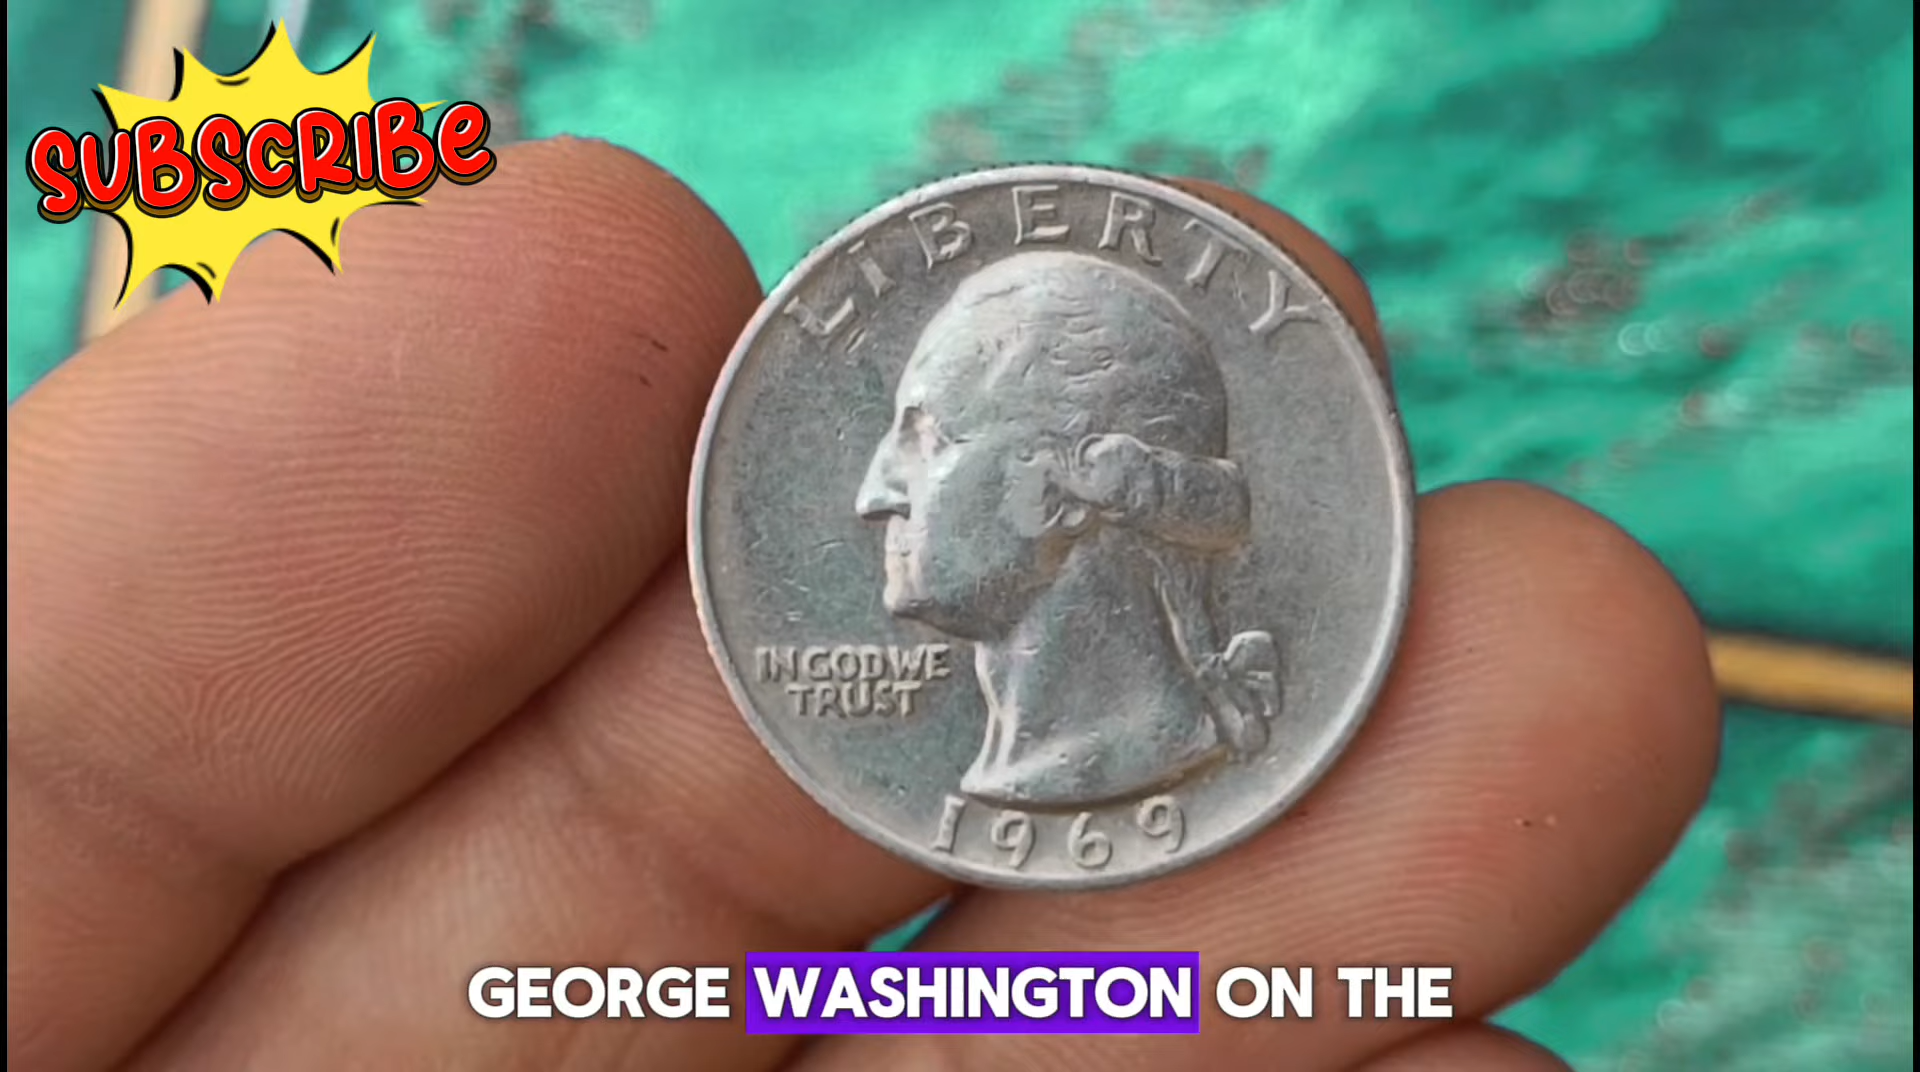 SUBSCRIBE
LIBERTY
IN GOD WE
TRUST
1969
GEORGE WASHINGTON ON THE